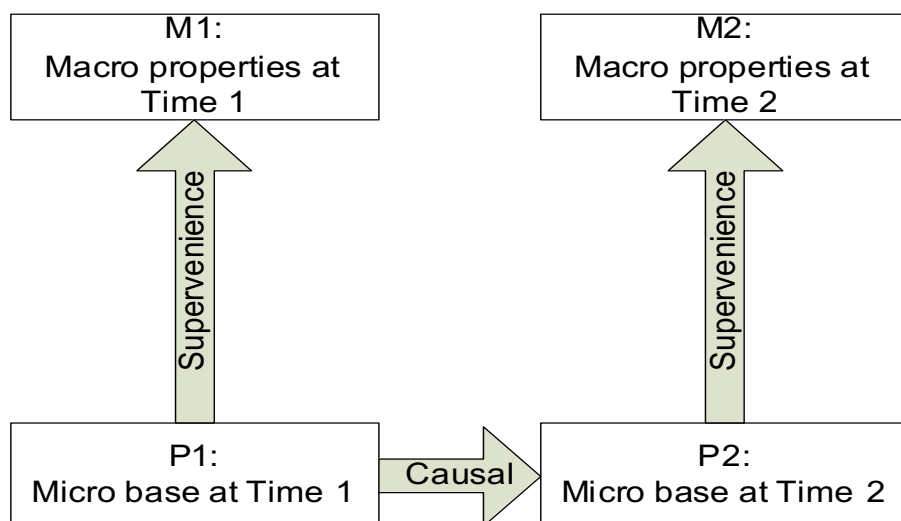 M1:
Macro properties at
Time 1
M2:
Macro properties at
Time 2
Supervenience
Supervenience
P1:
Micro base at Time 1
Causal
P2:
Micro base at Time 2